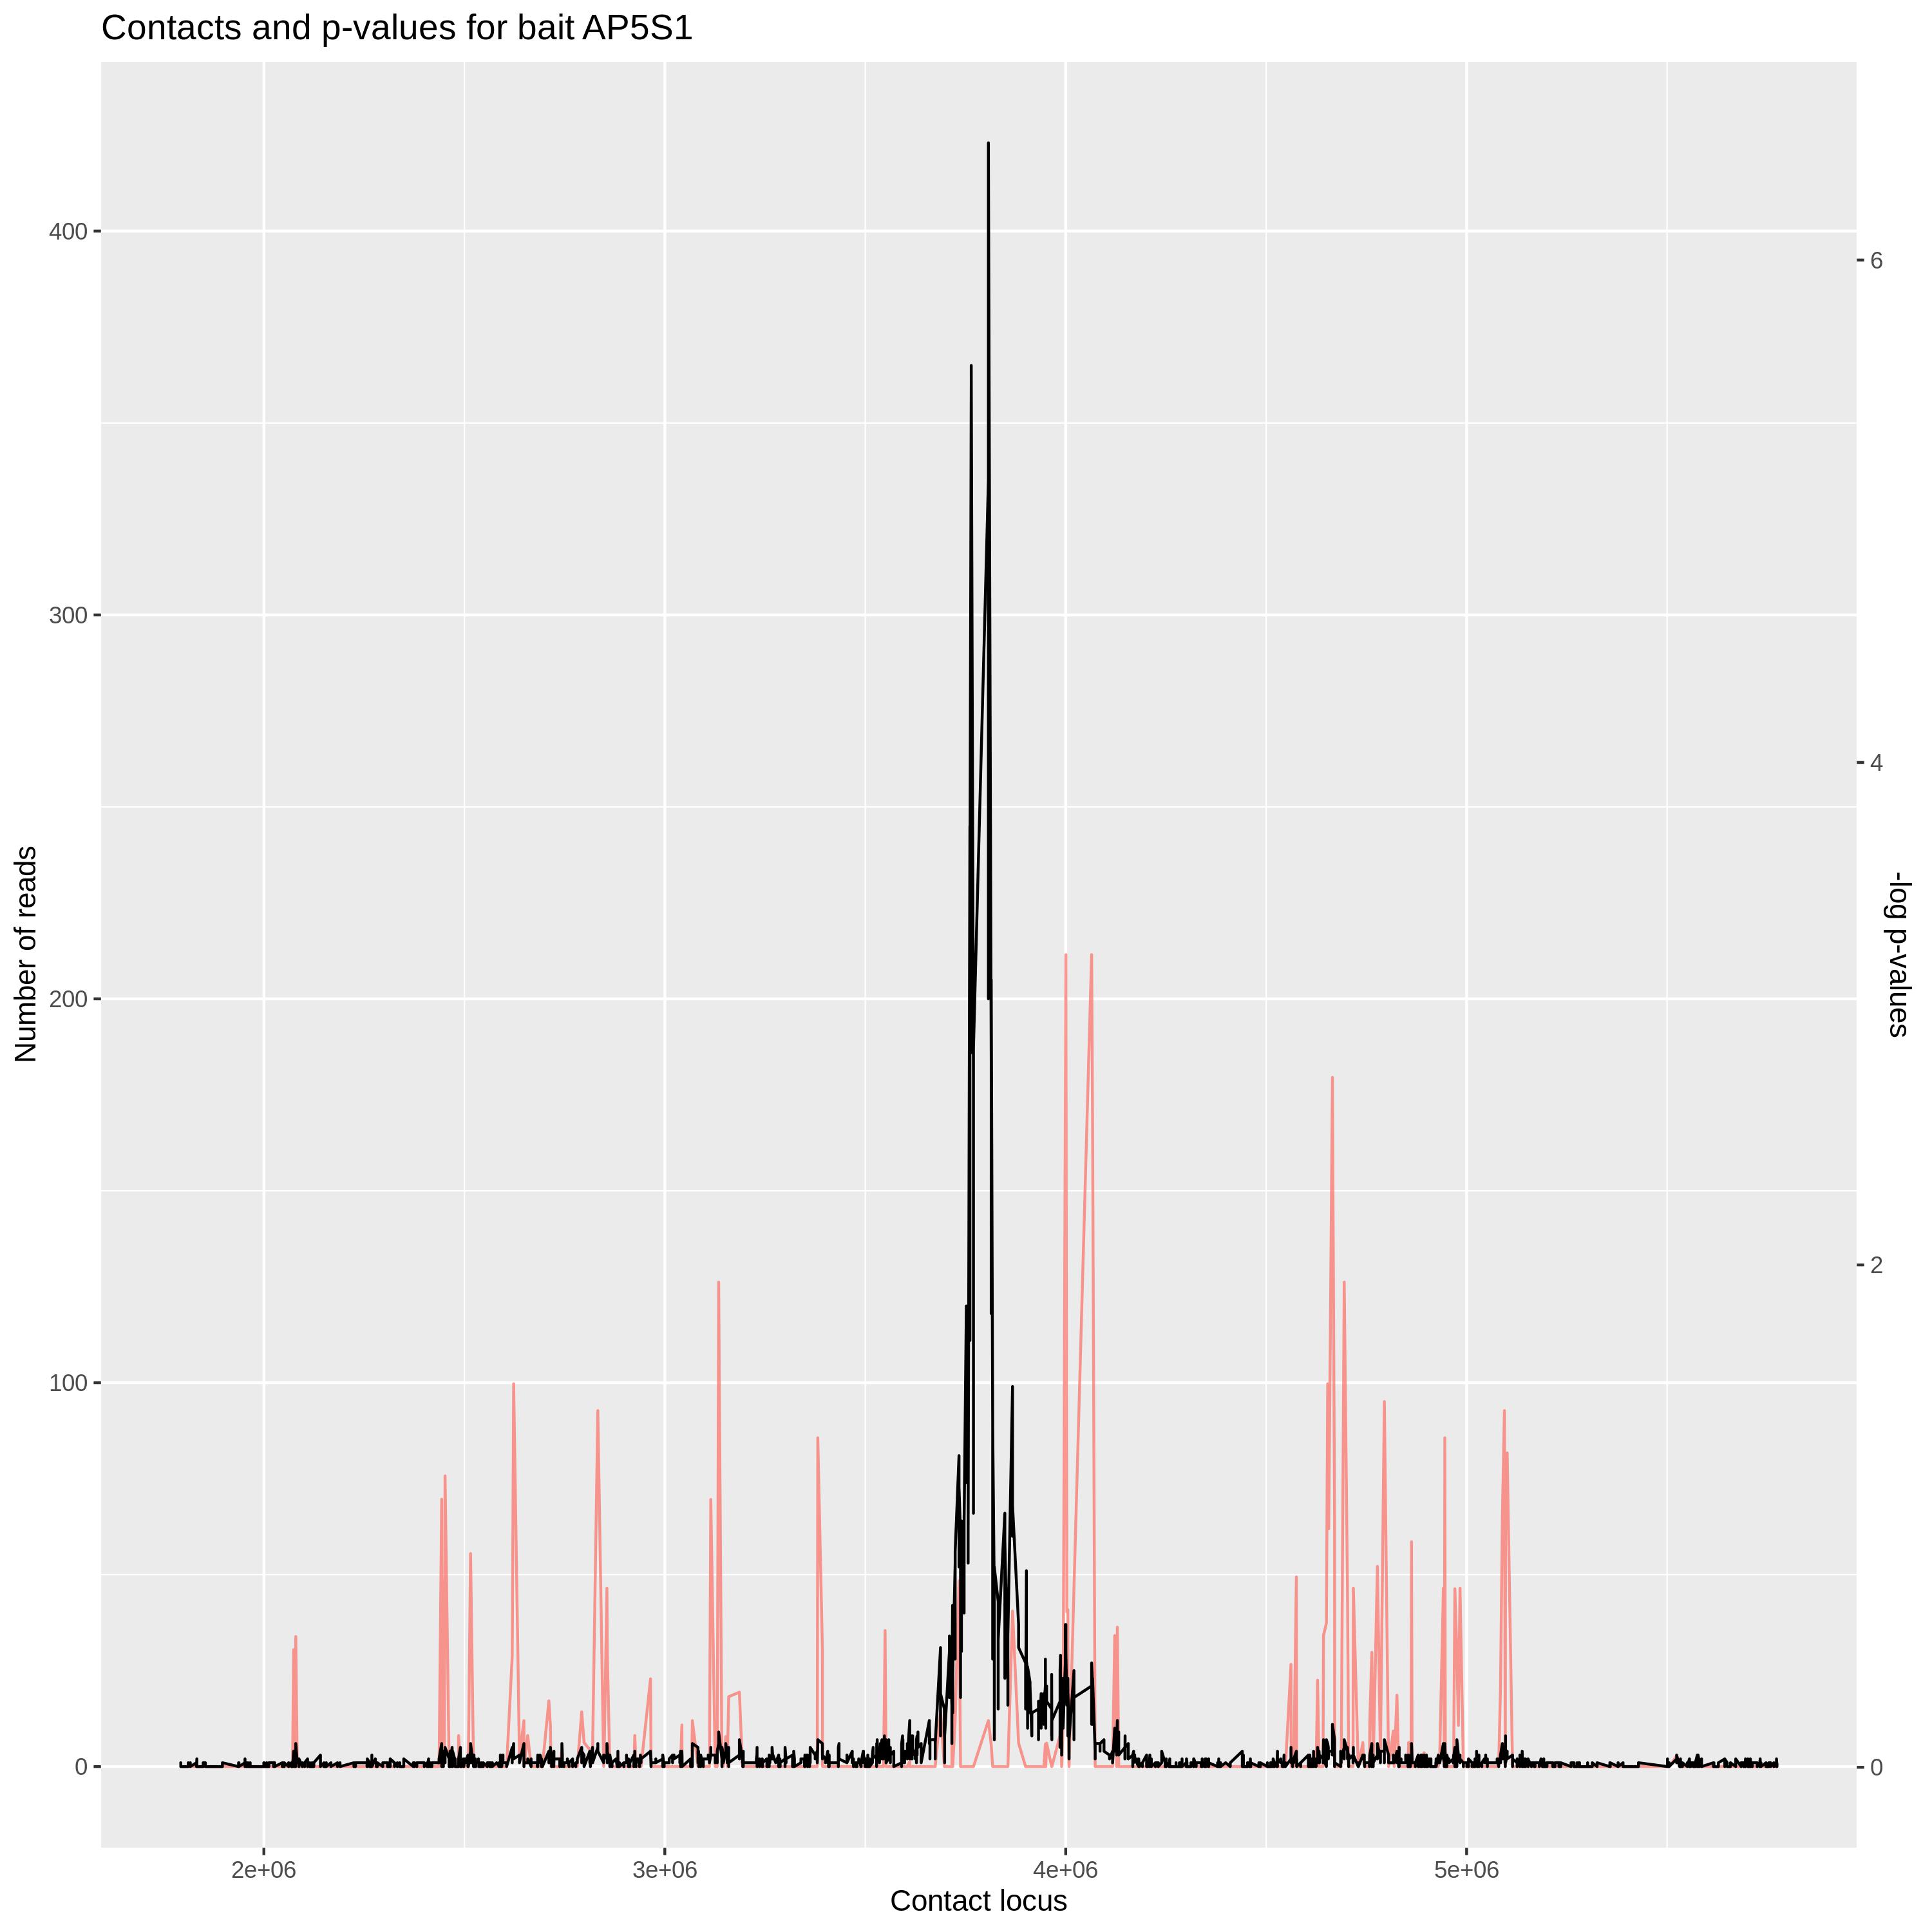 Contacts and p-values for bait AP5S1
400
300
200
100
0
Number of reads
6
4
2
0
-log p-values
2e+06
3e+06
4e+06
5e+06
Contact locus